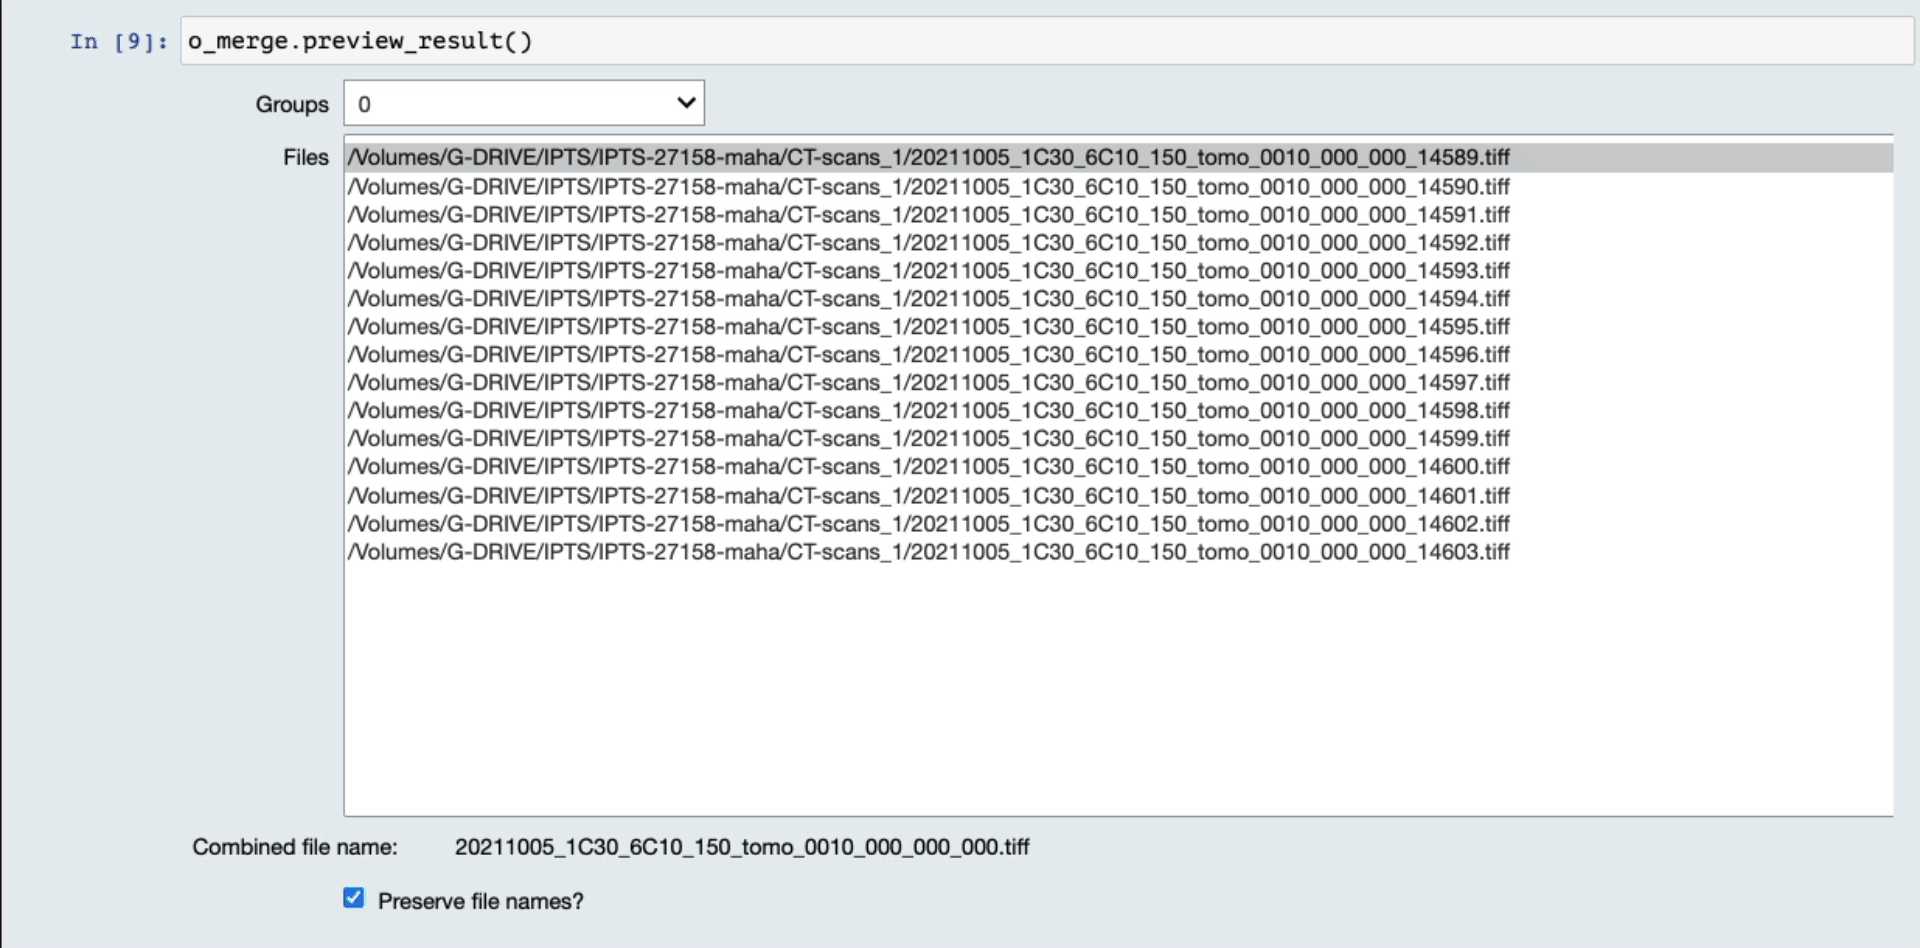 In [9]: o_merge.preview_result()
Groups 0
Files /Volumes/G-DRIVE/IPTS/IPTS-27158-maha/CT-scans_1/20211005_1C30_6C10_150_tomo_0010_000_000_14589.tiff
/Volumes/G-DRIVE/IPTS/IPTS-27158-maha/CT-scans_1/20211005_1C30_6C10_150_tomo_0010_000_000_14590.tiff
/Volumes/G-DRIVE/IPTS/IPTS-27158-maha/CT-scans_1/20211005_1C30_6C10_150_tomo_0010_000_000_14591.tiff
/Volumes/G-DRIVE/IPTS/IPTS-27158-maha/CT-scans_1/20211005_1C30_6C10_150_tomo_0010_000_000_14592.tiff
/Volumes/G-DRIVE/IPTS/IPTS-27158-maha/CT-scans_1/20211005_1C30_6C10_150_tomo_0010_000_000_14593.tiff
/Volumes/G-DRIVE/IPTS/IPTS-27158-maha/CT-scans_1/20211005_1C30_6C10_150_tomo_0010_000_000_14594.tiff
/Volumes/G-DRIVE/IPTS/IPTS-27158-maha/CT-scans_1/20211005_1C30_6C10_150_tomo_0010_000_000_14595.tiff
/Volumes/G-DRIVE/IPTS/IPTS-27158-maha/CT-scans_1/20211005_1C30_6C10_150_tomo_0010_000_000_14596.tiff
/Volumes/G-DRIVE/IPTS/IPTS-27158-maha/CT-scans_1/20211005_1C30_6C10_150_tomo_0010_000_000_14597.tiff
/Volumes/G-DRIVE/IPTS/IPTS-27158-maha/CT-scans_1/20211005_1C30_6C10_150_tomo_0010_000_000_14598.tiff
/Volumes/G-DRIVE/IPTS/IPTS-27158-maha/CT-scans_1/20211005_1C30_6C10_150_tomo_0010_000_000_14599.tiff
/Volumes/G-DRIVE/IPTS/IPTS-27158-maha/CT-scans_1/20211005_1C30_6C10_150_tomo_0010_000_000_14600.tiff
/Volumes/G-DRIVE/IPTS/IPTS-27158-maha/CT-scans_1/20211005_1C30_6C10_150_tomo_0010_000_000_14601.tiff
/Volumes/G-DRIVE/IPTS/IPTS-27158-maha/CT-scans_1/20211005_1C30_6C10_150_tomo_0010_000_000_14602.tiff
/Volumes/G-DRIVE/IPTS/IPTS-27158-maha/CT-scans_1/20211005_1C30_6C10_150_tomo_0010_000_000_14603.tiff
Combined file name: 20211005_1C30_6C10_150_tomo_0010_000_000_000.tiff
Preserve file names?